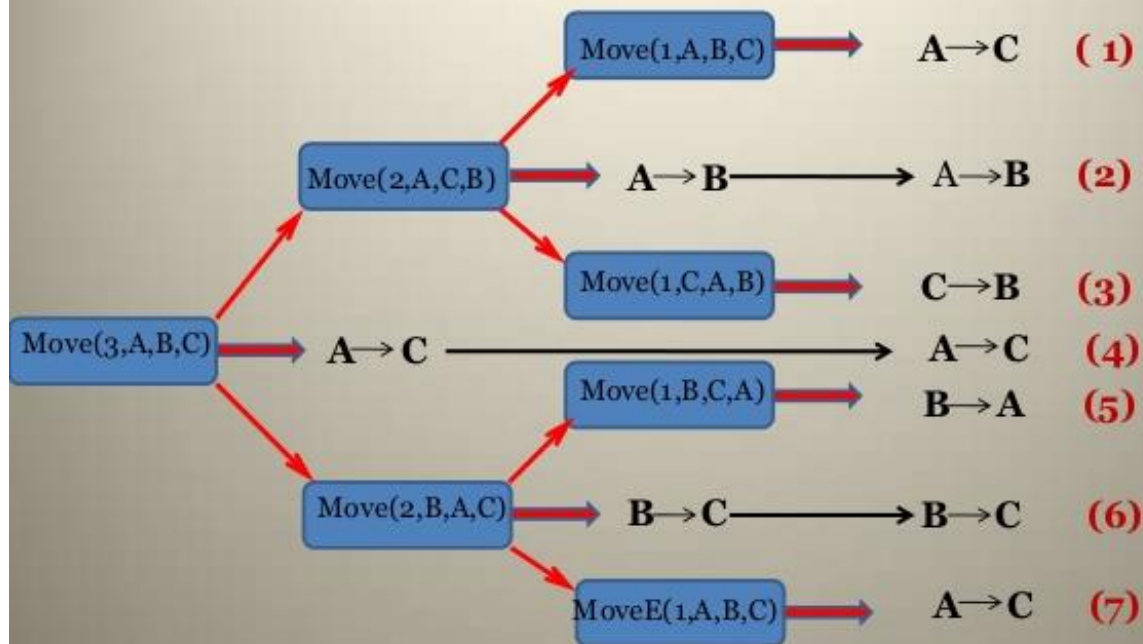 Move(1,A,B,C) A→C (1)
Move(2,A,C,B) A→B A→B (2)
Move(1,C,A,B) C→B (3)
Move(3,A,B,C) A→C A→C (4)
Move(1,B,C,A) B→A (5)
Move(2,B,A,C) B→C B→C (6)
MoveE(1,A,B,C) A→C (7)